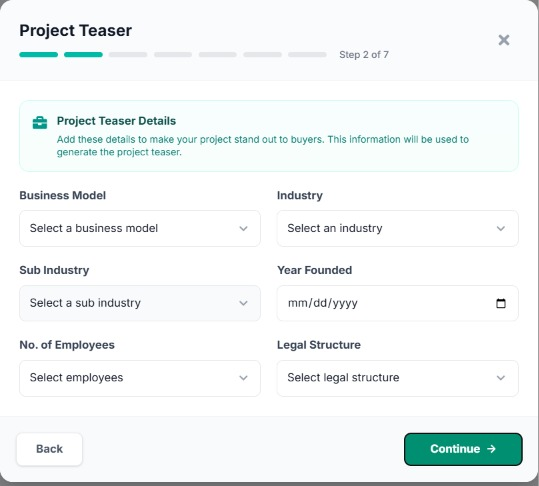 Project Teaser
Step 2 of 7
Project Teaser Details
Add these details to make your project stand out to buyers. This information will be used to
generate the project teaser.
Business Model
Industry
Select a business model
Select an industry
Sub Industry
Year Founded
Select a sub industry
mm/dd/yyyy
No. of Employees
Legal Structure
Select employees
Select legal structure
Back
Continue →